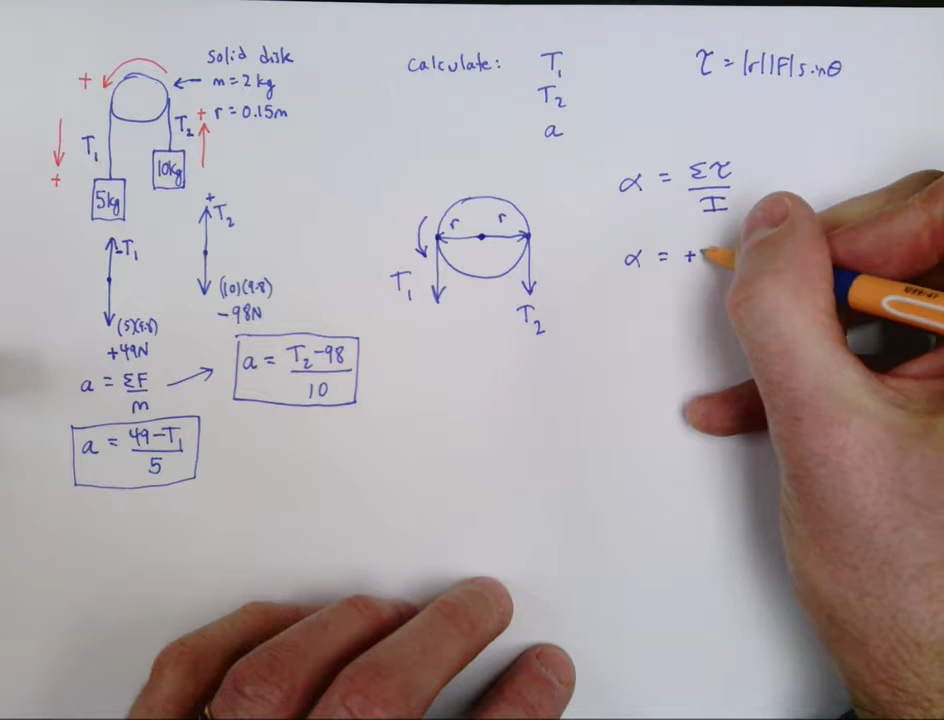 solid disk
m = 2 kg
r = 0.15m
+
+
+
T₁
T₂
5kg
10kg
-T₁
(5)(9.8)
+49N
+
T₂
(10)(9.8)
-98N
a = ΣF/m
a = (49-T₁)/5
a = (T₂-98)/10
calculate: T₁
T₂
a
r r
T₁
T₂
τ = |r||F|sinθ
α = Στ/I
α = +